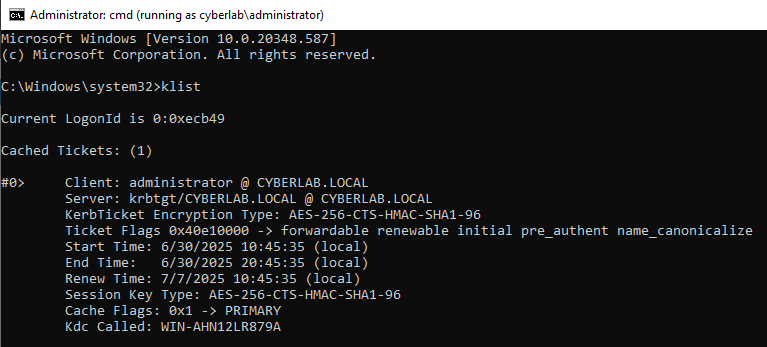 Administrator: cmd (running as cyberlab\administrator)
Microsoft Windows [Version 10.0.20348.587]
(c) Microsoft Corporation. All rights reserved.
C:\Windows\system32>klist
Current LogonId is 0:0xecb49
Cached Tickets: (1)
#0>     Client: administrator @ CYBERLAB.LOCAL
        Server: krbtgt/CYBERLAB.LOCAL @ CYBERLAB.LOCAL
        KerbTicket Encryption Type: AES-256-CTS-HMAC-SHA1-96
        Ticket Flags 0x40e10000 -> forwardable renewable initial pre_authent name_canonicalize
        Start Time: 6/30/2025 10:45:35 (local)
        End Time:   6/30/2025 20:45:35 (local)
        Renew Time: 7/7/2025 10:45:35 (local)
        Session Key Type: AES-256-CTS-HMAC-SHA1-96
        Cache Flags: 0x1 -> PRIMARY
        Kdc Called: WIN-AHN12LR879A